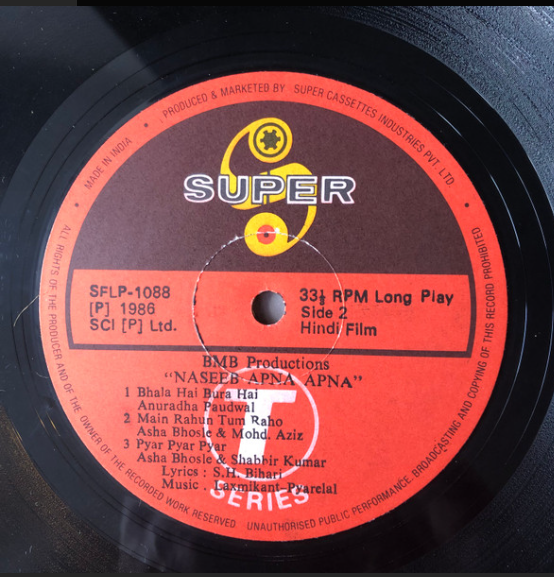 MADE IN INDIA • PRODUCED & MARKETED BY SUPER CASSETTES INDUSTRIES PVT. LTD •
SUPER
SFLP-1088
[P] 1986
SCI [P] Ltd.
33⅓ RPM Long Play
Side 2
Hindi Film
BMB Productions
"NASEEB APNA APNA"
1 Bhala Hai Bura Hai
Anuradha Paudwal
2 Main Rahun Tum Raho
Asha Bhosle & Mohd. Aziz
3 Pyar Pyar Pyar
Asha Bhosle & Shabbir Kumar
Lyrics : S.H. Bihari
Music . Laxmikant-Pyarelal
T
SERIES
ALL RIGHTS OF THE PRODUCER AND OF THE OWNER OF THE RECORDED WORK RESERVED UNAUTHORISED PUBLIC PERFORMANCE, BROADCASTING AND COPYING OF THIS RECORD PROHIBITED